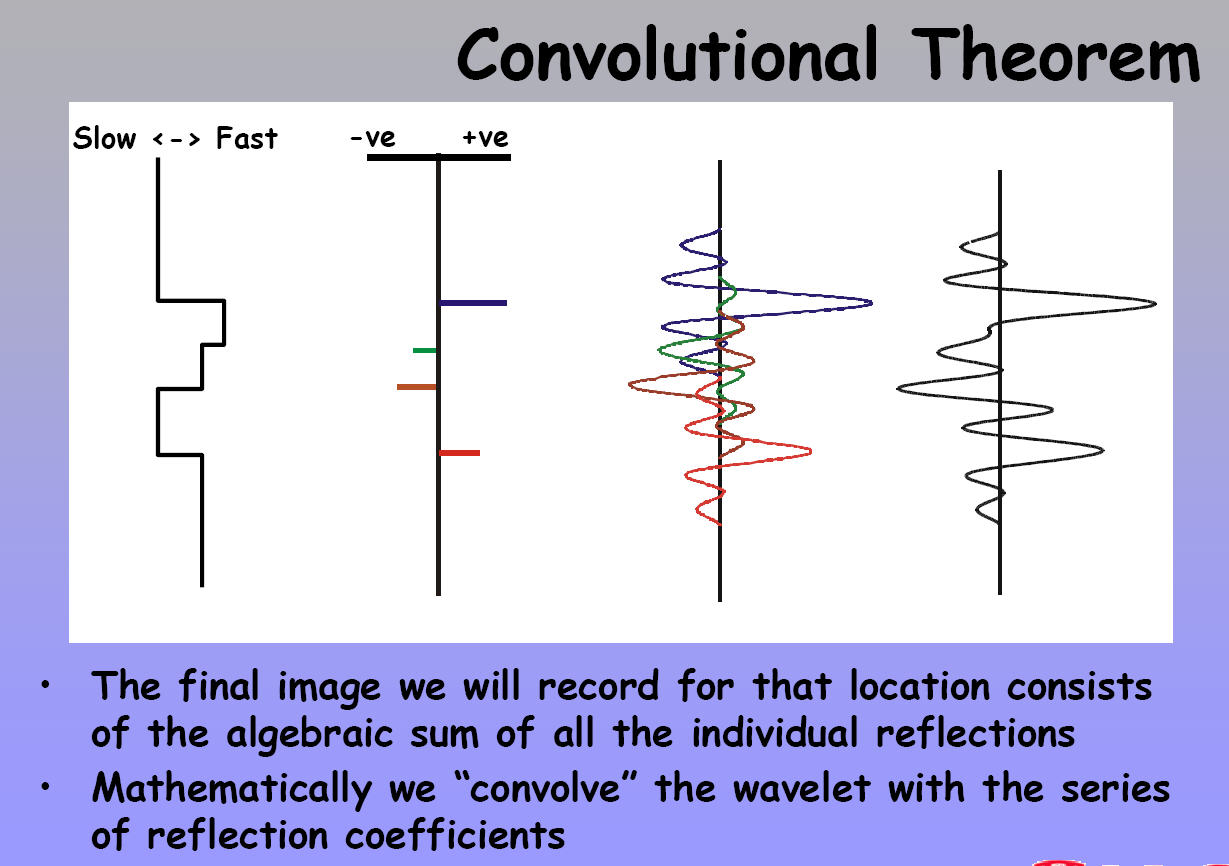 Convolutional Theorem
Slow <-> Fast
-ve +ve
• The final image we will record for that location consists
of the algebraic sum of all the individual reflections
• Mathematically we “convolve” the wavelet with the series
of reflection coefficients